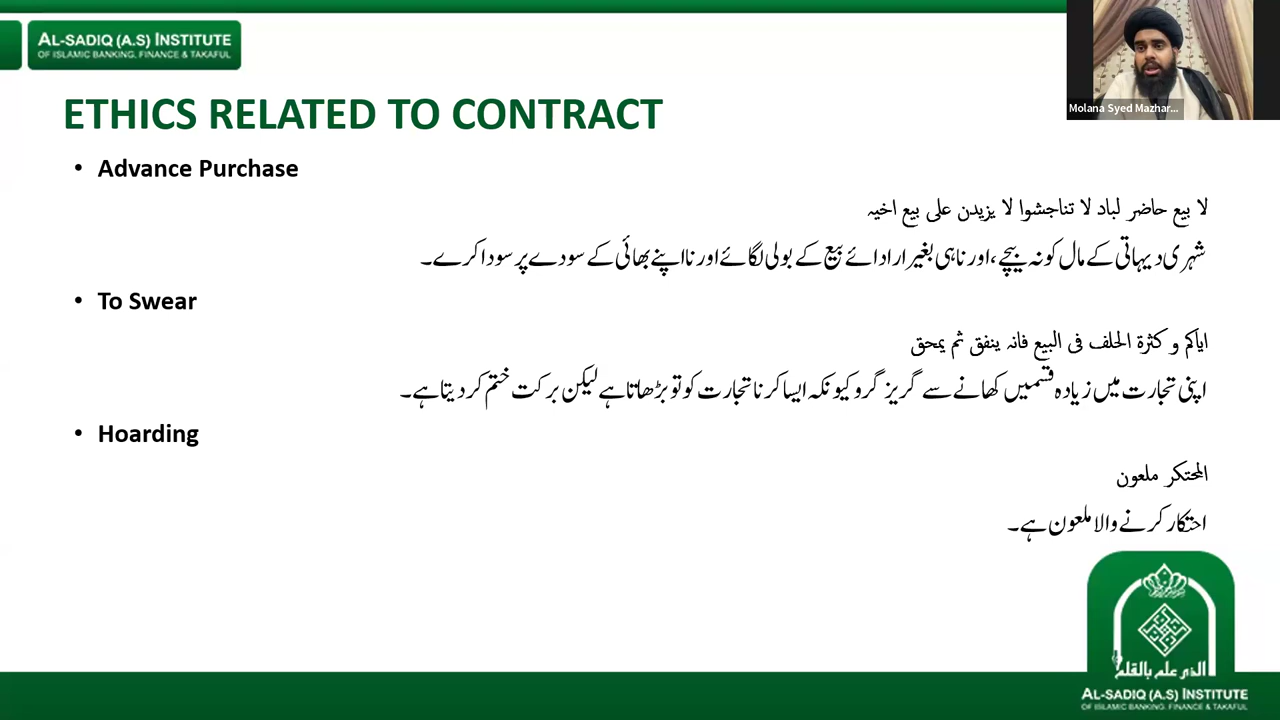 AL-SADIQ (A.S) INSTITUTE
OF ISLAMIC BANKING, FINANCE & TAKAFUL
Molana Syed Mazhar...
ETHICS RELATED TO CONTRACT
• Advance Purchase
لا بیع حاضر لباد لا تناجشوا لا یزیدن علی بیع اخیہ
شہری دیہاتی کے مال کو نہ بیچے، اور نا ہی بغیر ارادائے بیع کے بولی لگائے اور نا اپنے بھائی کے سودے پر سودا کرے۔
• To Swear
ایاکم و کثرۃ الحلف فی البیع فانہ ینفق ثم یمحق
اپنی تجارت میں زیادہ قسمیں کھانے سے گریز گرو کیونکہ ایسا کرنا تجارت کو تو بڑھاتا ہے لیکن برکت ختم کر دیتا ہے۔
• Hoarding
المحتکر ملعون
احتکار کرنے والا ملعون ہے۔
الذی علم بالقلم
AL-SADIQ (A.S) INSTITUTE
OF ISLAMIC BANKING, FINANCE & TAKAFUL